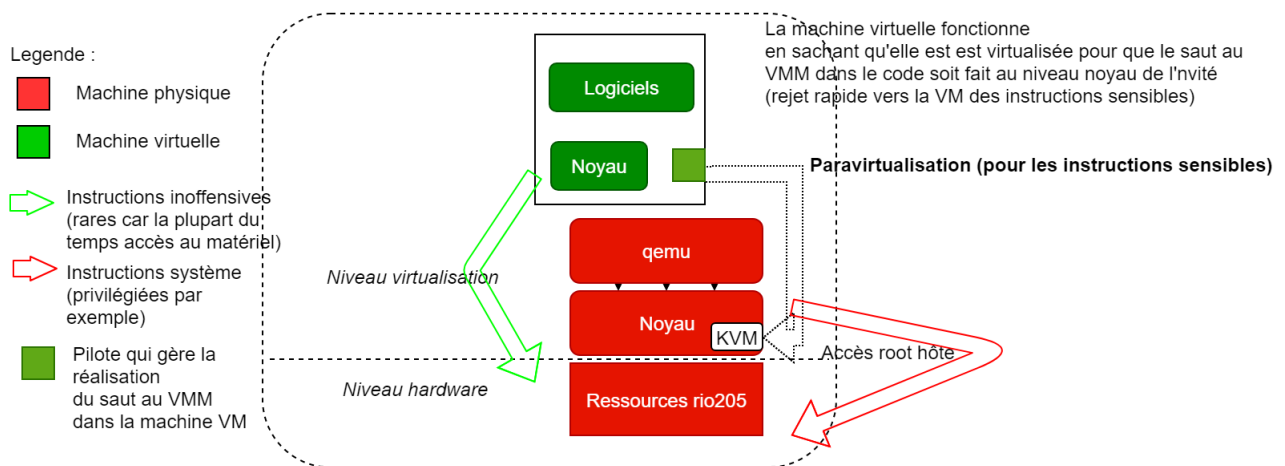 Legende :
Machine physique
Machine virtuelle
Instructions inoffensives
(rares car la plupart du
temps accès au matériel)
Instructions système
(privilégiées par
exemple)
Pilote qui gère la
réalisation
du saut au VMM
dans la machine VM
Logiciels
Noyau
qemu
Niveau virtualisation
Noyau
KVM
Accès root hôte
Niveau hardware
Ressources rio205
La machine virtuelle fonctionne
en sachant qu'elle est est virtualisée pour que le saut au
VMM dans le code soit fait au niveau noyau de l'nvité
(rejet rapide vers la VM des instructions sensibles)
Paravirtualisation (pour les instructions sensibles)